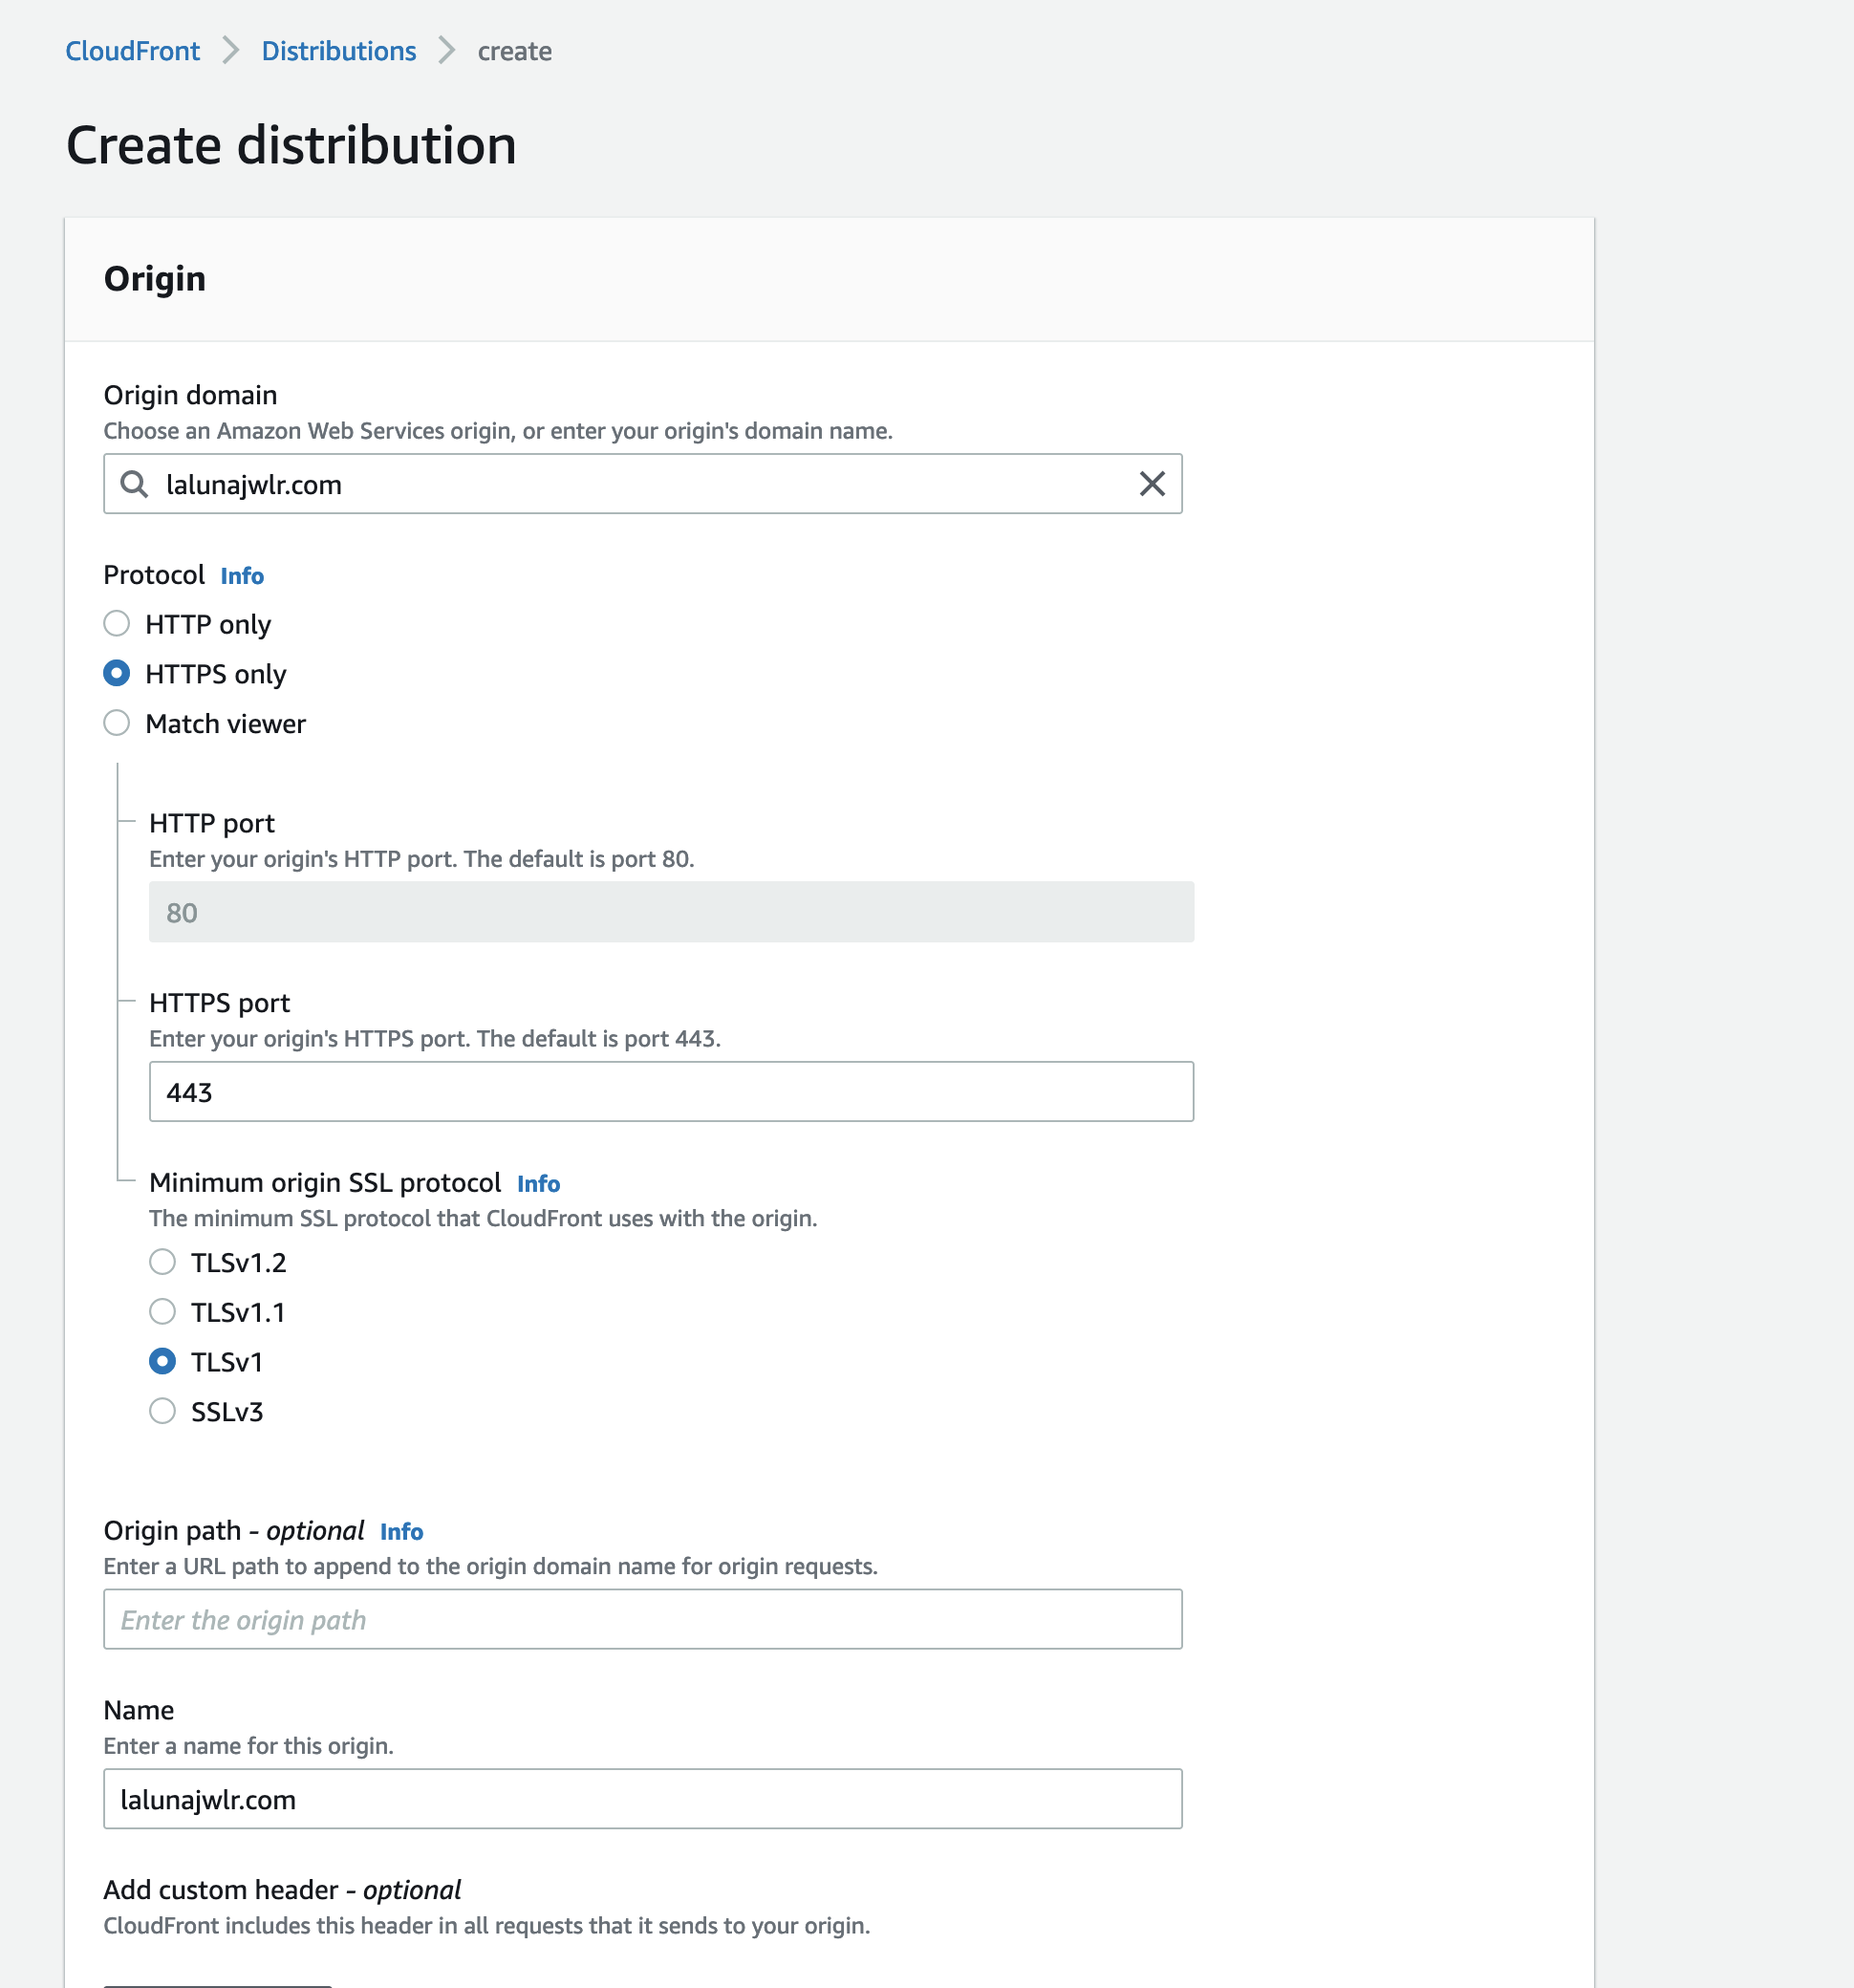 CloudFront > Distributions > create
Create distribution
Origin
Origin domain
Choose an Amazon Web Services origin, or enter your origin's domain name.
lalunajwlr.com
Protocol Info
HTTP only
HTTPS only
Match viewer
HTTP port
Enter your origin's HTTP port. The default is port 80.
80
HTTPS port
Enter your origin's HTTPS port. The default is port 443.
443
Minimum origin SSL protocol Info
The minimum SSL protocol that CloudFront uses with the origin.
TLSv1.2
TLSv1.1
TLSv1
SSLv3
Origin path - optional Info
Enter a URL path to append to the origin domain name for origin requests.
Enter the origin path
Name
Enter a name for this origin.
lalunajwlr.com
Add custom header - optional
CloudFront includes this header in all requests that it sends to your origin.